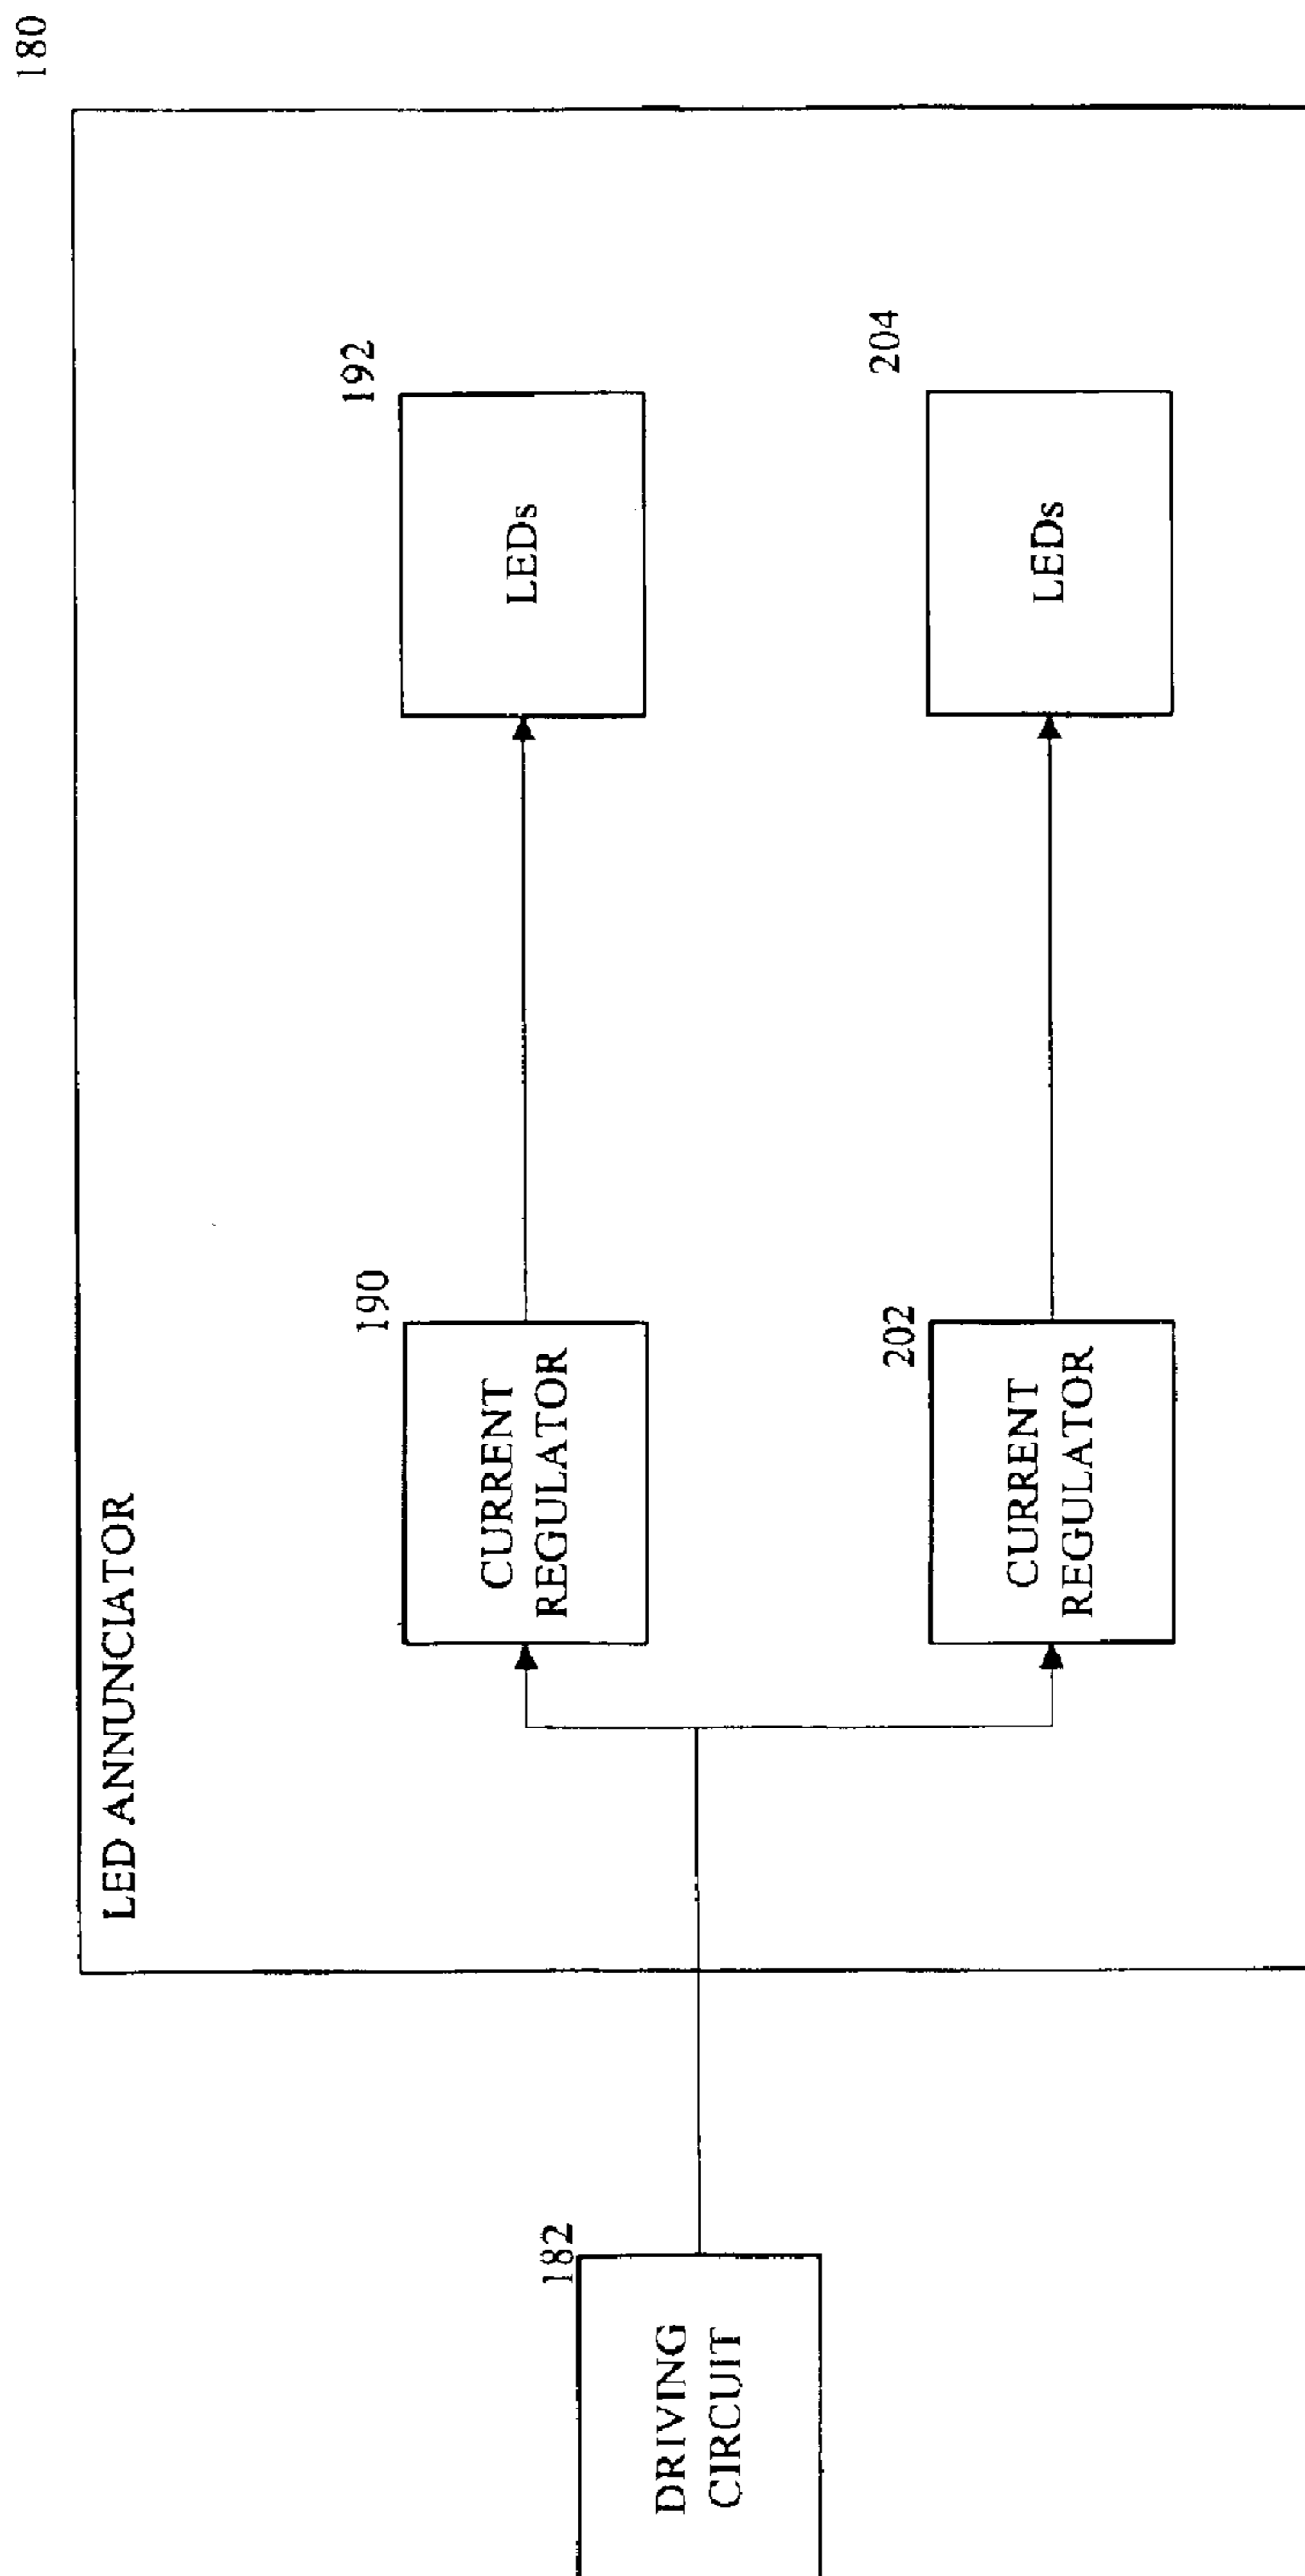 180
LED ANNUNCIATOR
182
DRIVING
CIRCUIT
190
CURRENT
REGULATOR
192
LEDs
202
CURRENT
REGULATOR
204
LEDs